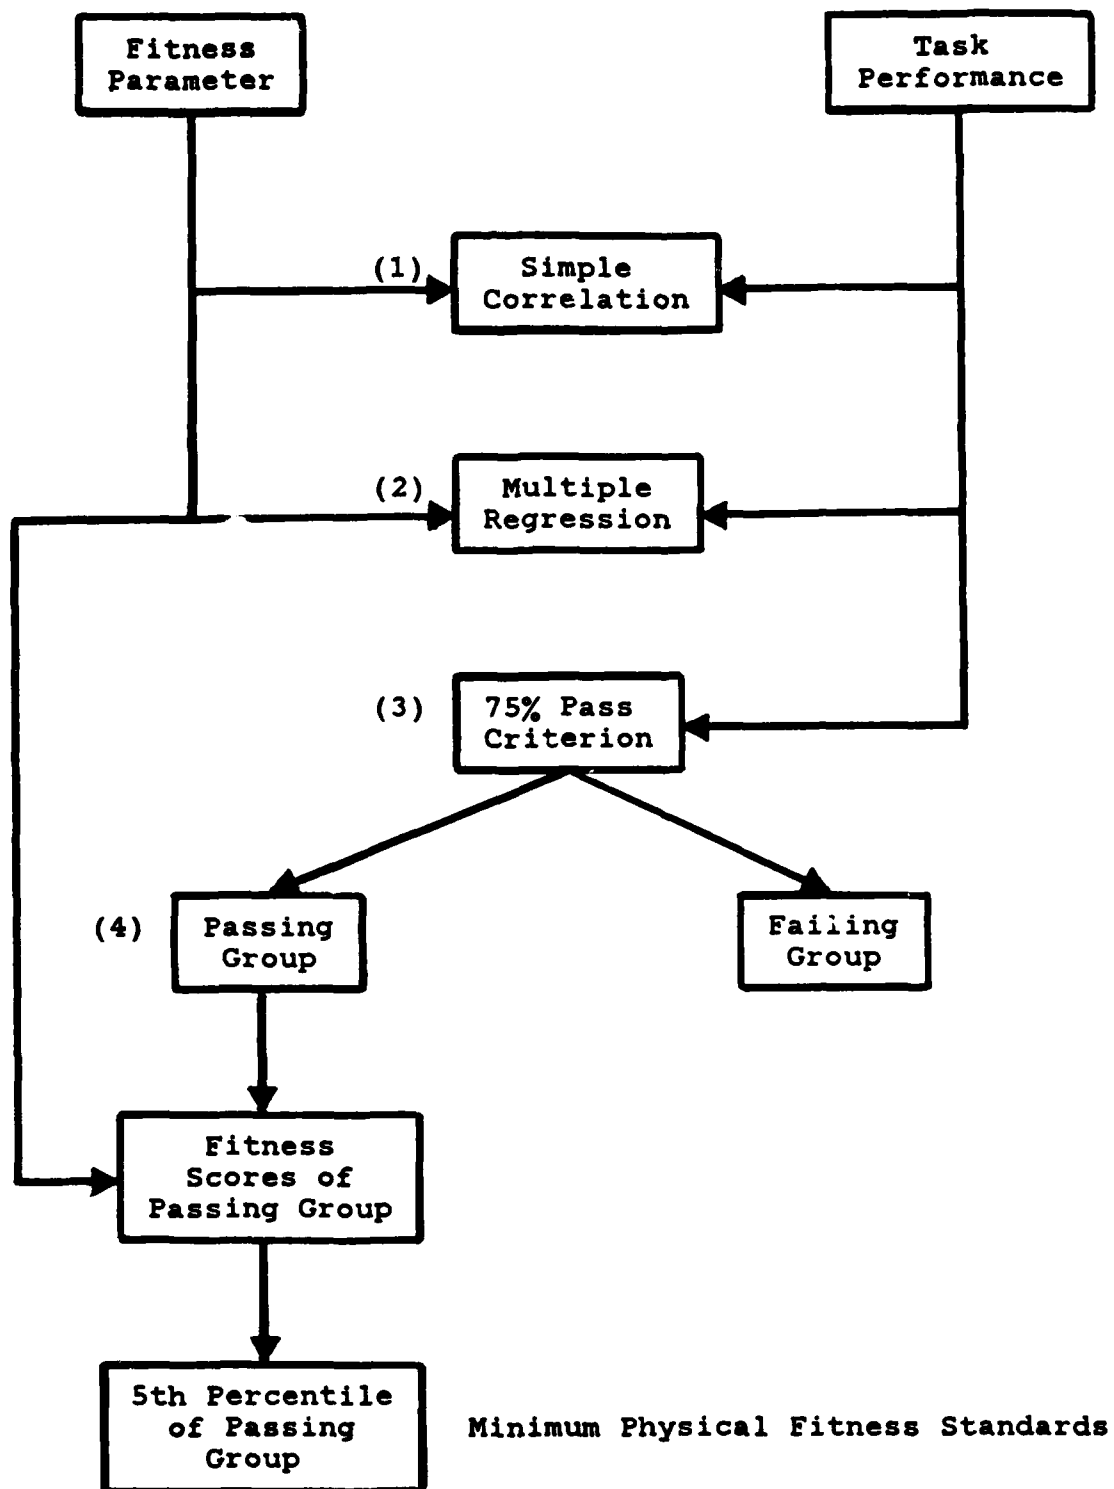 Fitness
Parameter
Task
Performance
(1)
Simple
Correlation
(2)
Multiple
Regression
(3)
75% Pass
Criterion
(4)
Passing
Group
Failing
Group
Fitness
Scores of
Passing Group
5th Percentile
of Passing
Group
Minimum Physical Fitness Standards